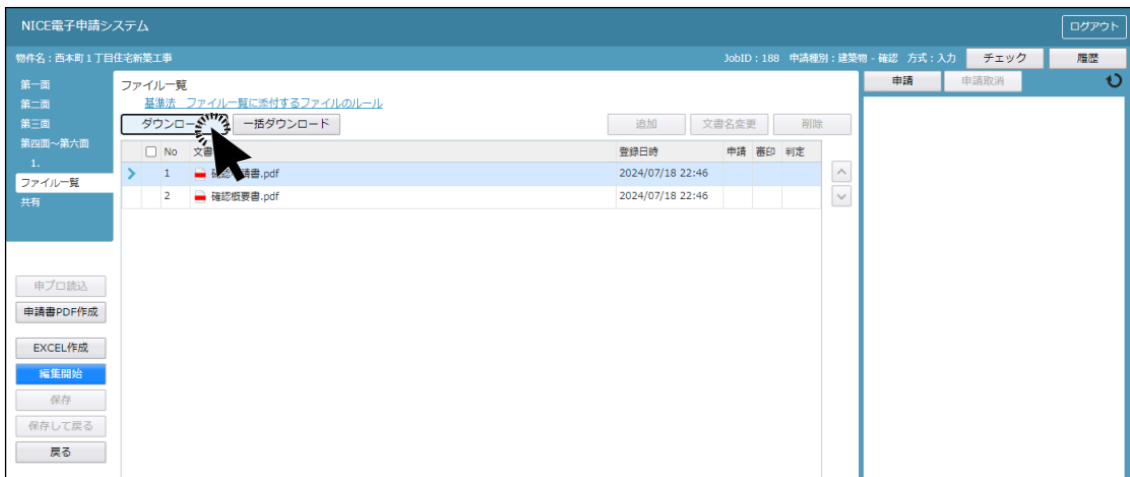 NICE電子申請システム
ログアウト
物件名：西本町１丁目住宅新築工事
JobID：188 申請種別：建築物 - 確認 方式：入力
チェック
履歴
第一面
第二面
第三面
第四面～第六面
1.
ファイル一覧
共有
ファイル一覧
基準法　ファイル一覧に添付するファイルのルール
一括ダウンロード
追加
文書名変更
削除
No
登録日時
申請
審印
判定
1
2024/07/18 22:46
2
確認概要書.pdf
2024/07/18 22:46
申請
申請取消
申プロ読込
申請書PDF作成
EXCEL作成
編集開始
保存
保存して戻る
戻る